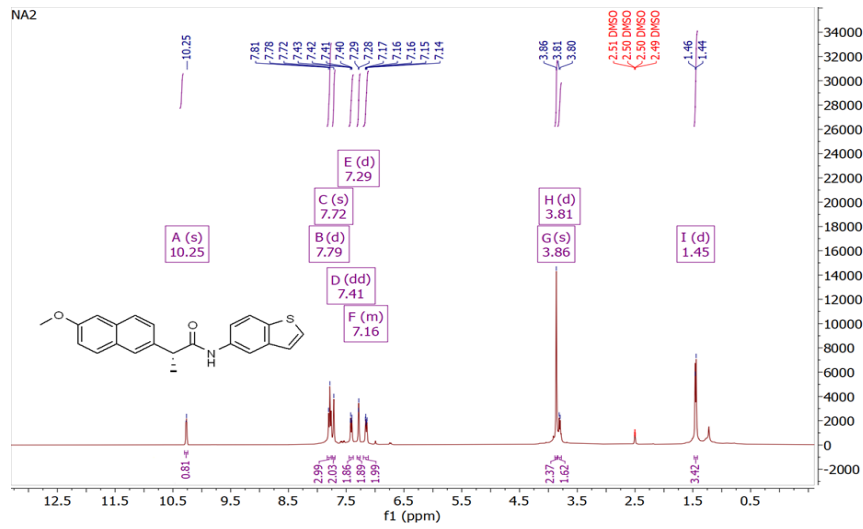 NA2
10.25
7.81
7.78
7.72
7.43
7.42
7.41
7.40
7.29
7.28
7.17
7.16
7.16
7.15
7.14
3.86
3.81
3.80
2.51 DMSO
2.50 DMSO
2.50 DMSO
2.49 DMSO
1.46
1.44
E (d)
7.29
C (s)
7.72
H (d)
3.81
A (s)
10.25
B (d)
7.79
G (s)
3.86
I (d)
1.45
D (dd)
7.41
F (m)
7.16
O
O
N
H
S
34000
32000
30000
28000
26000
24000
22000
20000
18000
16000
14000
12000
10000
8000
6000
4000
2000
0
-2000
0.81
2.99
2.03
1.86
1.89
1.99
2.37
1.62
3.42
12.5 11.5 10.5 9.5 8.5 7.5 6.5 5.5 4.5 3.5 2.5 1.5 0.5
f1 (ppm)